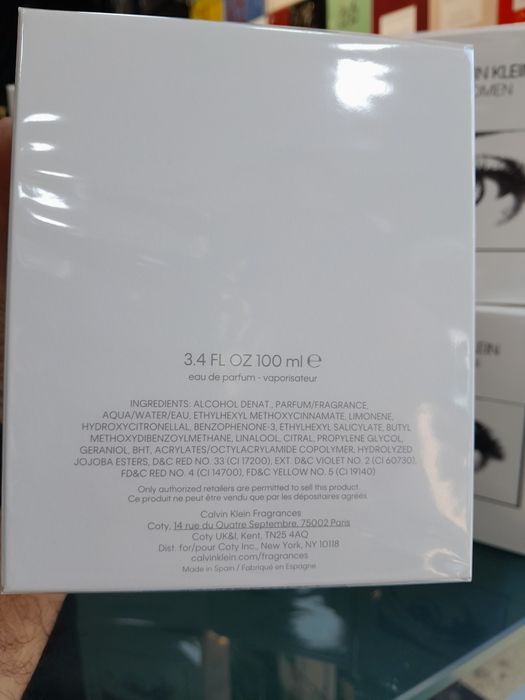 3.4 FL OZ 100 ml ℮
eau de parfum - vaporisateur
INGREDIENTS: ALCOHOL DENAT., PARFUM/FRAGRANCE,
AQUA/WATER/EAU, ETHYLHEXYL METHOXYCINNAMATE, LIMONENE,
HYDROXYCITRONELLAL, BENZOPHENONE-3, ETHYLHEXYL SALICYLATE, BUTYL
METHOXYDIBENZOYLMETHANE, LINALOOL, CITRAL, PROPYLENE GLYCOL,
GERANIOL, BHT, ACRYLATES/OCTYLACRYLAMIDE COPOLYMER, HYDROLYZED
JOJOBA ESTERS, D&C RED NO. 33 (CI 17200), EXT. D&C VIOLET NO. 2 (CI 60730),
FD&C RED NO. 4 (CI 14700), FD&C YELLOW NO. 5 (CI 19140)
Only authorized retailers are permitted to sell this product.
Ce produit ne peut être vendu que par les dépositaires agréés
Calvin Klein Fragrances
Coty, 14 rue du Quatre Septembre, 75002 Paris
Coty UK&I, Kent, TN25 4AQ
Dist. for/pour Coty Inc., New York, NY 10118
calvinklein.com/fragrances
Made in Spain / Fabriqué en Espagne
N KLEIN
OMEN
EIN